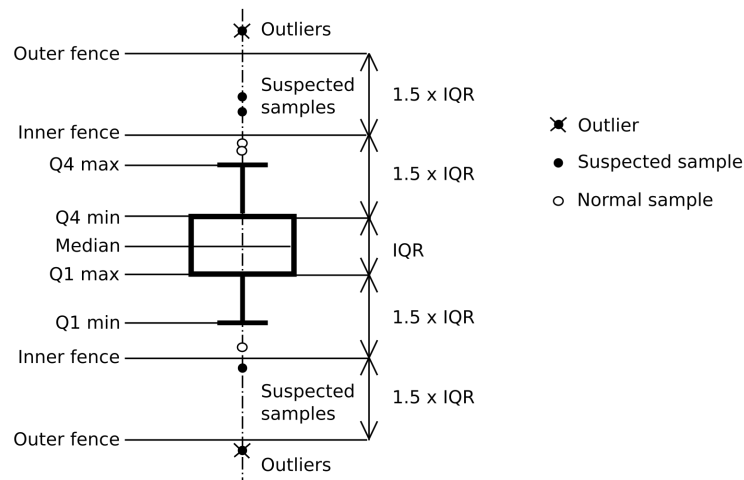 Outliers
Outer fence
Suspected
samples
1.5 x IQR
Inner fence
Q4 max
1.5 x IQR
Q4 min
Median
IQR
Q1 max
Q1 min
1.5 x IQR
Inner fence
Suspected
samples
1.5 x IQR
Outer fence
Outliers
Outlier
Suspected sample
Normal sample